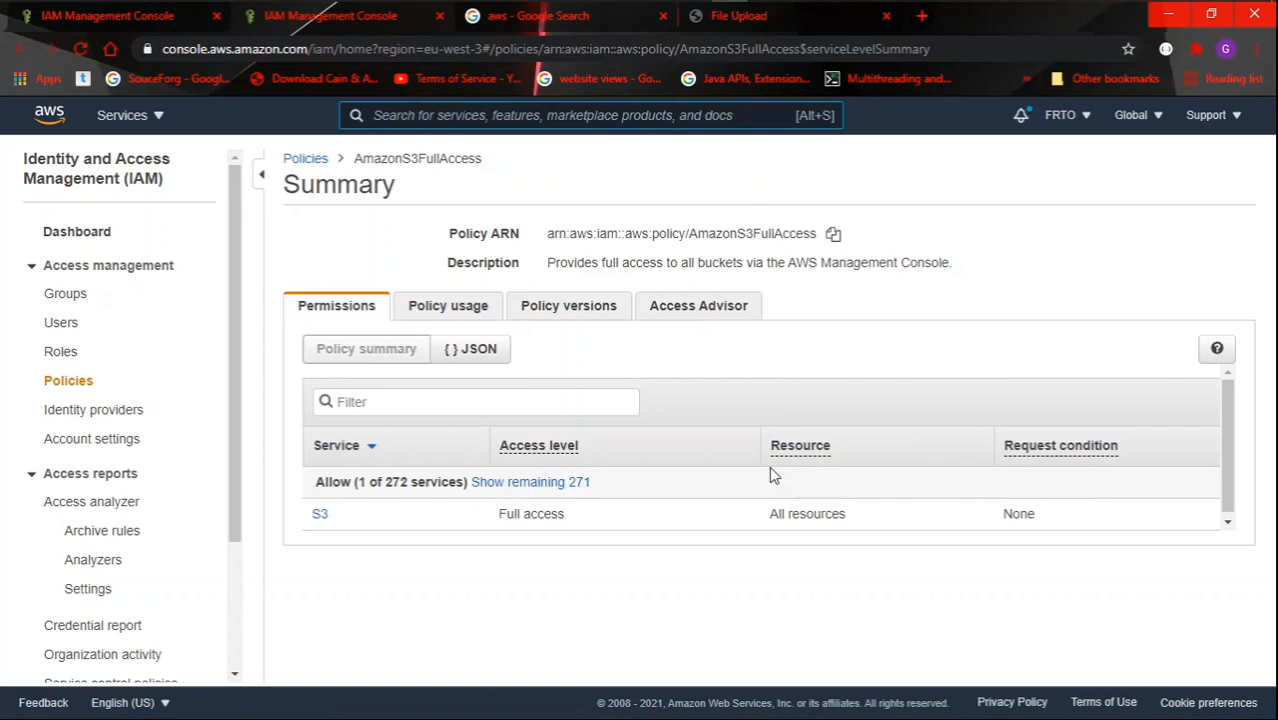 IAM Management Console
IAM Management Console
aws - Google Search
File Upload
G
console.aws.amazon.com/iam/home?region=eu-west-3#/policies/arn:aws:iam::aws:policy/AmazonS3FullAccess$serviceLevelSummary
Apps
t
SouceForg - Googl...
Download Cain & A...
Terms of Service - Y...
website views - Go...
Java APIs, Extension...
Multithreading and...
»
Other bookmarks
Reading list
aws
Services
Search for services, features, marketplace products, and docs
[Alt+S]
FRTO
Global
Support
Identity and Access
Management (IAM)
Dashboard
Access management
Groups
Users
Roles
Policies
Identity providers
Account settings
Access reports
Access analyzer
Archive rules
Analyzers
Settings
Credential report
Organization activity
Service control policies
Policies > AmazonS3FullAccess
Summary
Policy ARN arn:aws:iam::aws:policy/AmazonS3FullAccess
Description Provides full access to all buckets via the AWS Management Console.
Permissions Policy usage Policy versions Access Advisor
Policy summary { } JSON
?
Filter
Service Access level Resource Request condition
Allow (1 of 272 services) Show remaining 271
S3 Full access All resources None
Feedback English (US)
© 2008 - 2021, Amazon Web Services, Inc. or its affiliates. All rights reserved. Privacy Policy Terms of Use Cookie preferences